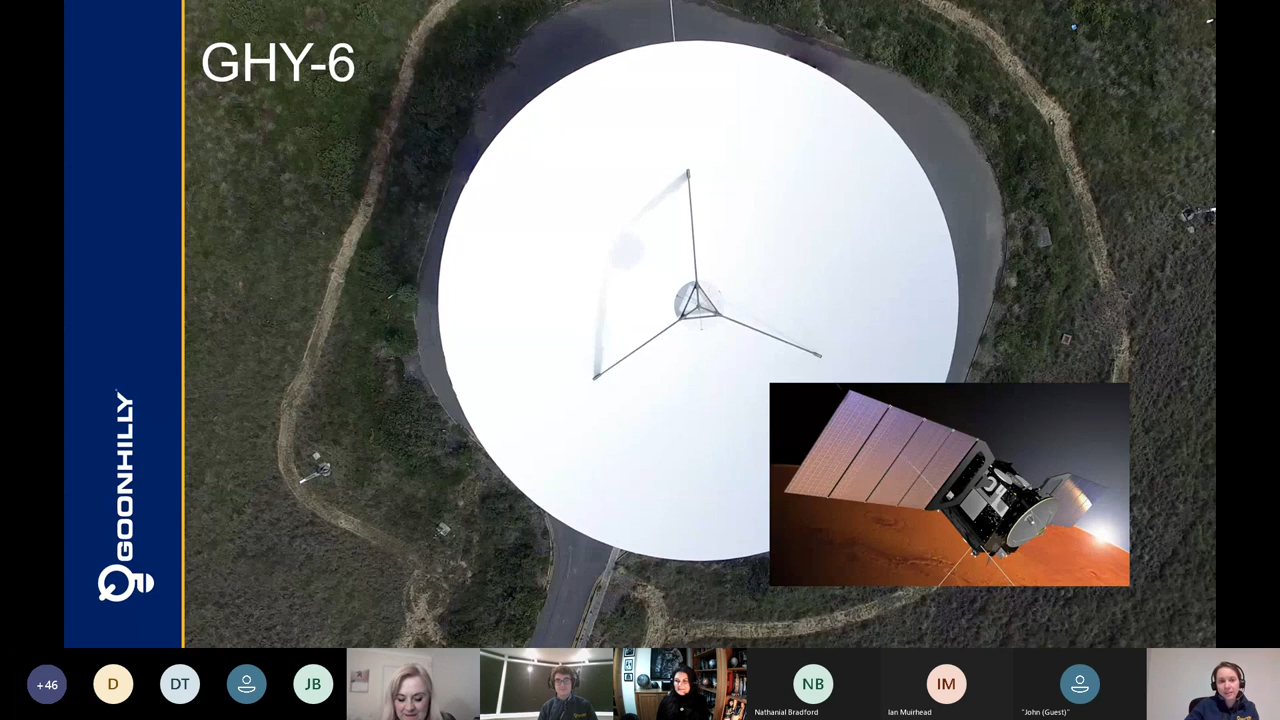 GHY-6
GOONHILLY
+46
D
DT
JB
NB
IM
Nathanial Bradford
Ian Muirhead
"John (Guest)"